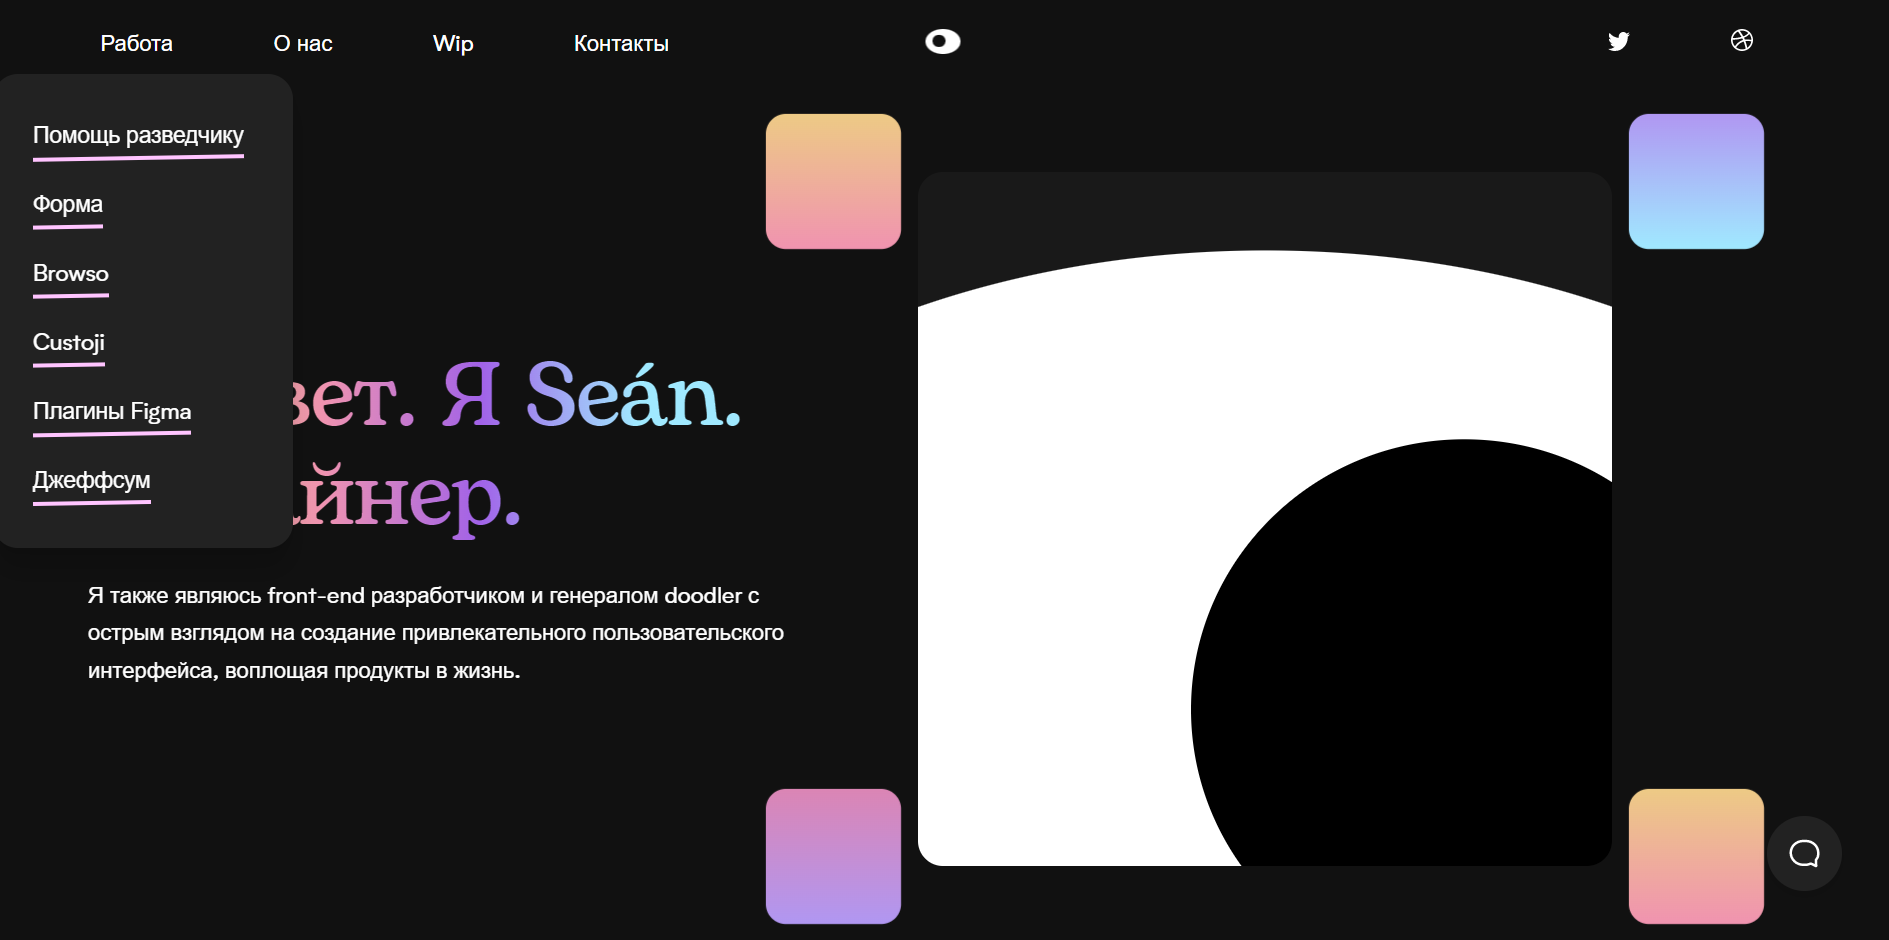 Работа
О нас
Wip
Контакты
Помощь разведчику
Форма
Browso
Custoji
Плагины Figma
Джеффсум
вет. Я Seán.
айнер.
Я также являюсь front-end разработчиком и генералом doodler с
острым взглядом на создание привлекательного пользовательского
интерфейса, воплощая продукты в жизнь.